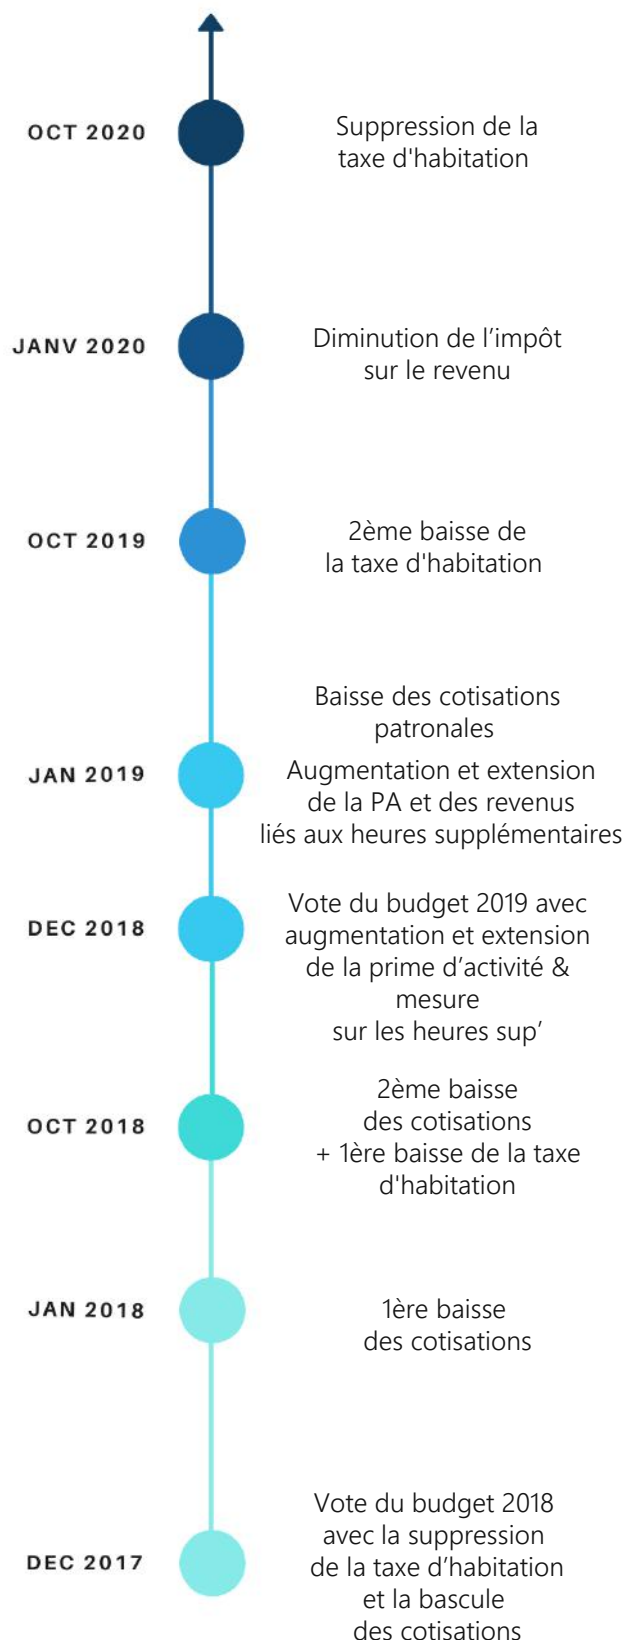 OCT 2020
Suppression de la
taxe d'habitation
JANV 2020
Diminution de l’impôt
sur le revenu
OCT 2019
2ème baisse de
la taxe d'habitation
JAN 2019
Baisse des cotisations
patronales
Augmentation et extension
de la PA et des revenus
liés aux heures supplémentaires
DEC 2018
Vote du budget 2019 avec
augmentation et extension
de la prime d’activité &
mesure
sur les heures sup’
OCT 2018
2ème baisse
des cotisations
+ 1ère baisse de la taxe
d'habitation
JAN 2018
1ère baisse
des cotisations
DEC 2017
Vote du budget 2018
avec la suppression
de la taxe d’habitation
et la bascule
des cotisations